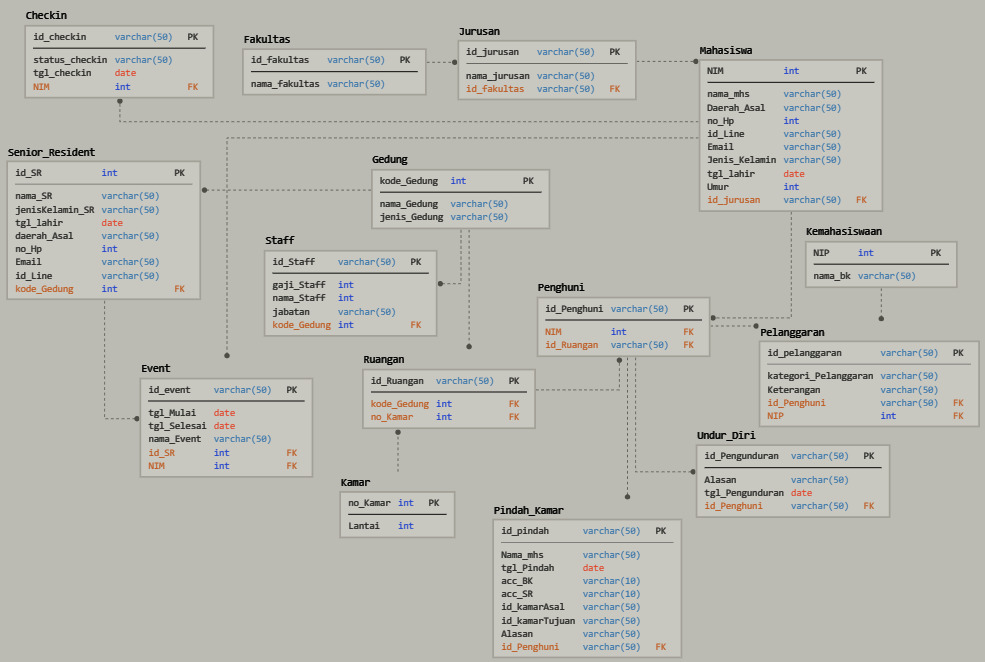 Checkin
id_checkin varchar(50) PK
status_checkin varchar(50)
tgl_checkin date
NIM int FK
Fakultas
id_fakultas varchar(50) PK
nama_fakultas varchar(50)
Jurusan
id_jurusan varchar(50) PK
nama_jurusan varchar(50)
id_fakultas varchar(50) FK
Mahasiswa
NIM int PK
nama_mhs varchar(50)
Daerah_Asal varchar(50)
no_Hp int
id_Line varchar(50)
Email varchar(50)
Jenis_Kelamin varchar(50)
tgl_lahir date
Umur int
id_jurusan varchar(50) FK
Senior_Resident
id_SR int PK
nama_SR varchar(50)
jenisKelamin_SR varchar(50)
tgl_lahir date
daerah_Asal varchar(50)
no_Hp int
Email varchar(50)
id_Line varchar(50)
kode_Gedung int FK
Gedung
kode_Gedung int PK
nama_Gedung varchar(50)
jenis_Gedung varchar(50)
Staff
id_Staff varchar(50) PK
gaji_Staff int
nama_Staff int
jabatan varchar(50)
kode_Gedung int FK
Kemahasiswaan
NIP int PK
nama_bk varchar(50)
Penghuni
id_Penghuni varchar(50) PK
NIM int FK
id_Ruangan varchar(50) FK
Pelanggaran
id_pelanggaran varchar(50) PK
kategori_Pelanggaran varchar(50)
Keterangan varchar(50)
id_Penghuni varchar(50) FK
NIP int FK
Event
id_event varchar(50) PK
tgl_Mulai date
tgl_Selesai date
nama_Event varchar(50)
id_SR int FK
NIM int FK
Ruangan
id_Ruangan varchar(50) PK
kode_Gedung int FK
no_Kamar int FK
Undur_Diri
id_Pengunduran varchar(50) PK
Alasan varchar(50)
tgl_Pengunduran date
id_Penghuni varchar(50) FK
Kamar
no_Kamar int PK
Lantai int
Pindah_Kamar
id_pindah varchar(50) PK
Nama_mhs varchar(50)
tgl_Pindah date
acc_BK varchar(10)
acc_SR varchar(10)
id_kamarAsal varchar(50)
id_kamarTujuan varchar(50)
Alasan varchar(50)
id_Penghuni varchar(50) FK